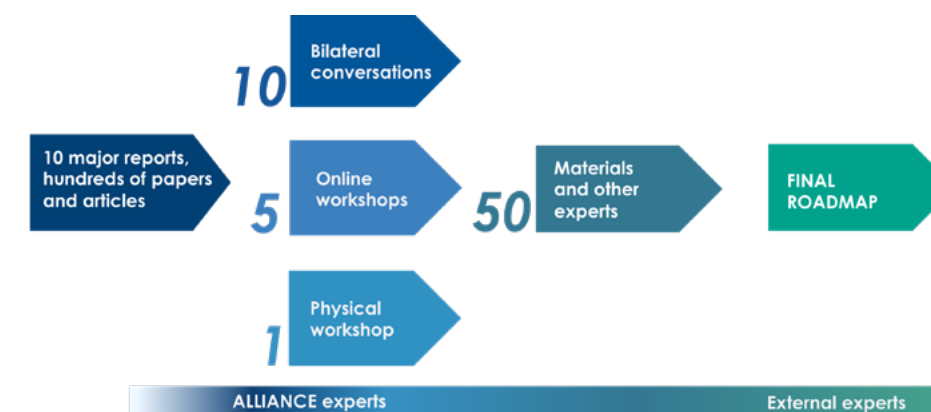 10
Bilateral
conversations
10 major reports,
hundreds of papers
and articles
5
Online
workshops
50
Materials
and other
experts
FINAL
ROADMAP
1
Physical
workshop
ALLIANCE experts
External experts